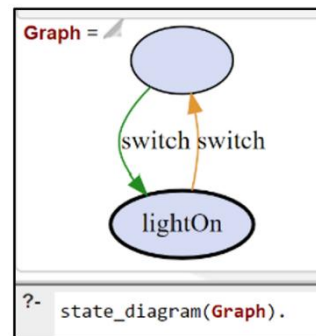 Graph =
switch switch
lightOn
?- state_diagram(Graph).